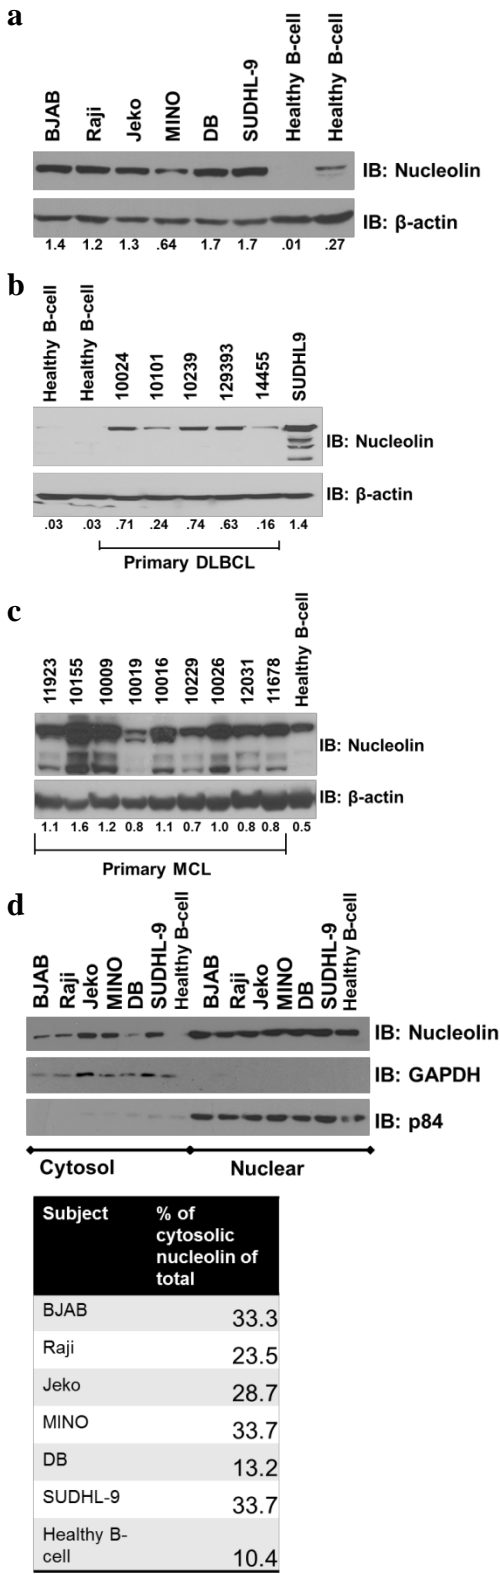 a
BJAB Raji Jeko MINO DB SUDHL-9 Healthy B-cell Healthy B-cell
IB: Nucleolin
IB: β-actin
1.4 1.2 1.3 .64 1.7 1.7 .01 .27
b
Healthy B-cell Healthy B-cell 10024 10101 10239 129393 14455 SUDHL9
IB: Nucleolin
IB: β-actin
.03 .03 .71 .24 .74 .63 .16 1.4
Primary DLBCL
c
11923 10155 10009 10019 10016 10229 10026 12031 11678 Healthy B-cell
IB: Nucleolin
IB: β-actin
1.1 1.6 1.2 0.8 1.1 0.7 1.0 0.8 0.8 0.5
Primary MCL
d
BJAB Raji Jeko MINO DB SUDHL-9 Healthy B-cell BJAB Raji Jeko MINO DB SUDHL-9 Healthy B-cell
IB: Nucleolin
IB: GAPDH
IB: p84
Cytosol Nuclear
Subject % of
cytosolic
nucleolin of
total
BJAB 33.3
Raji 23.5
Jeko 28.7
MINO 33.7
DB 13.2
SUDHL-9 33.7
Healthy B-
cell 10.4